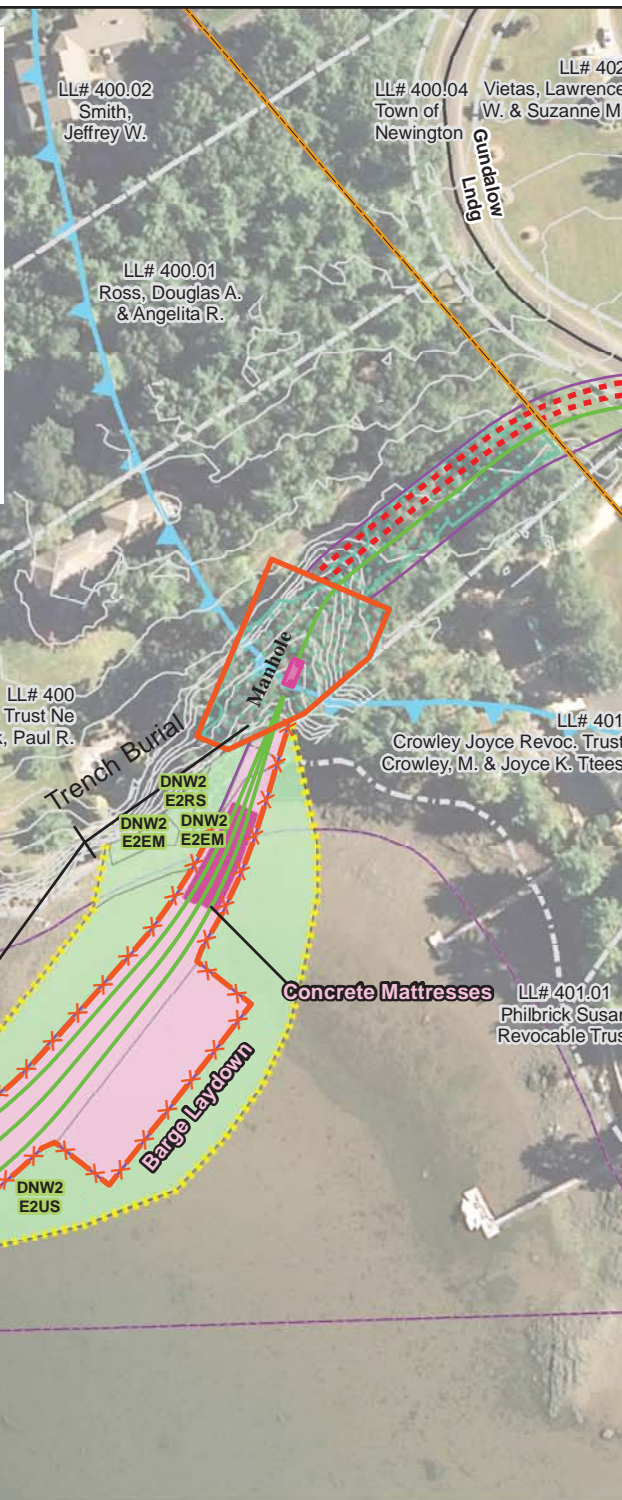 LL# 400.02
Smith,
Jeffrey W.
LL# 400.04
Town of
Newington
LL# 402
Vietas, Lawrence
W. & Suzanne M
Gundalow
Lndg
LL# 400.01
Ross, Douglas A.
& Angelita R.
Manhole
LL# 400
Trust Ne
, Paul R.
Trench Burial
LL# 401
Crowley Joyce Revoc. Trust
Crowley, M. & Joyce K. Ttees
DNW2
E2RS
DNW2
E2EM
DNW2
E2EM
Concrete Mattresses
LL# 401.01
Philbrick Susan
Revocable Trus
Barge Laydown
DNW2
E2US